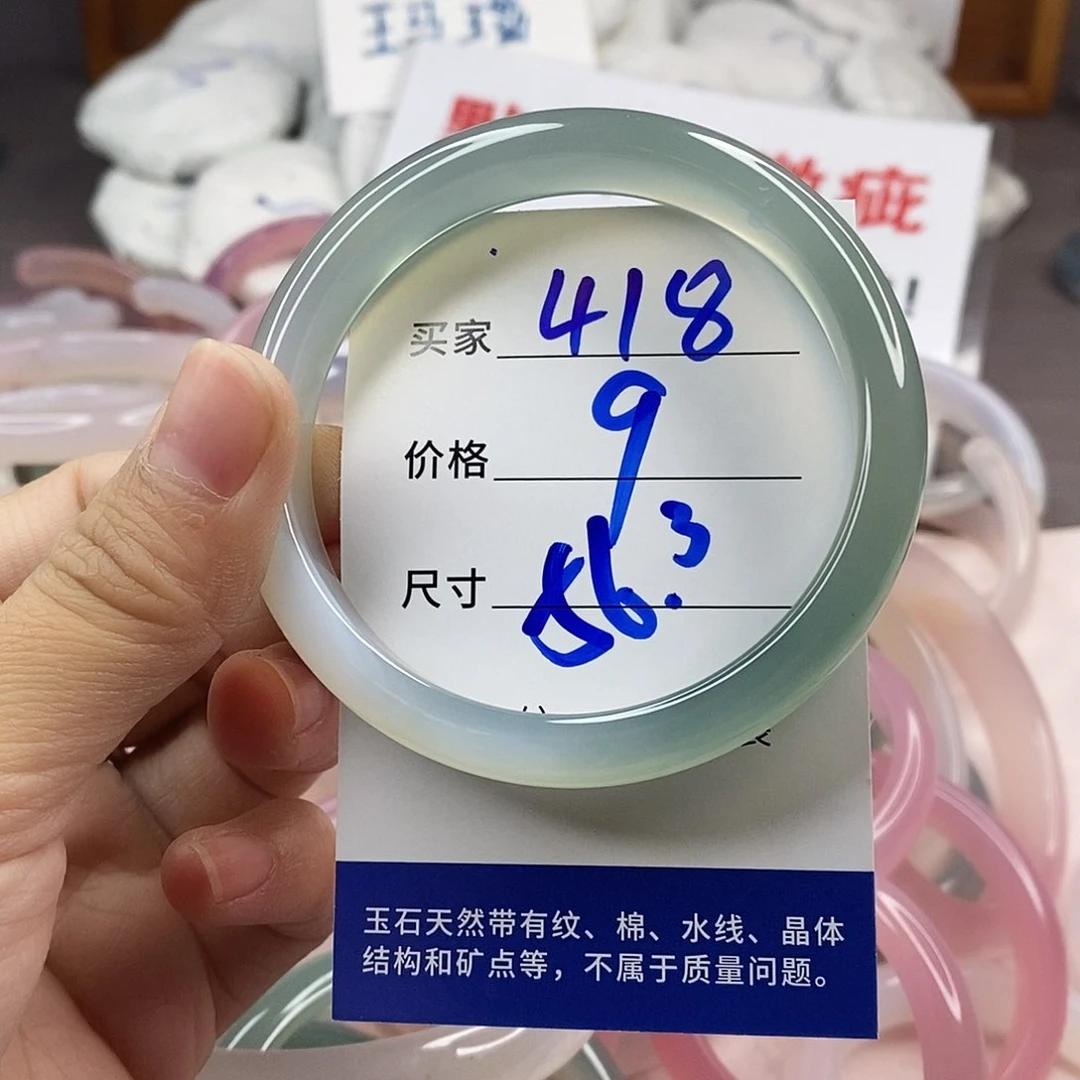 玛瑙
疵
!
买家 418
价格 9
尺寸 56.3
玉石天然带有纹、棉、水线、晶体
结构和矿点等，不属于质量问题。